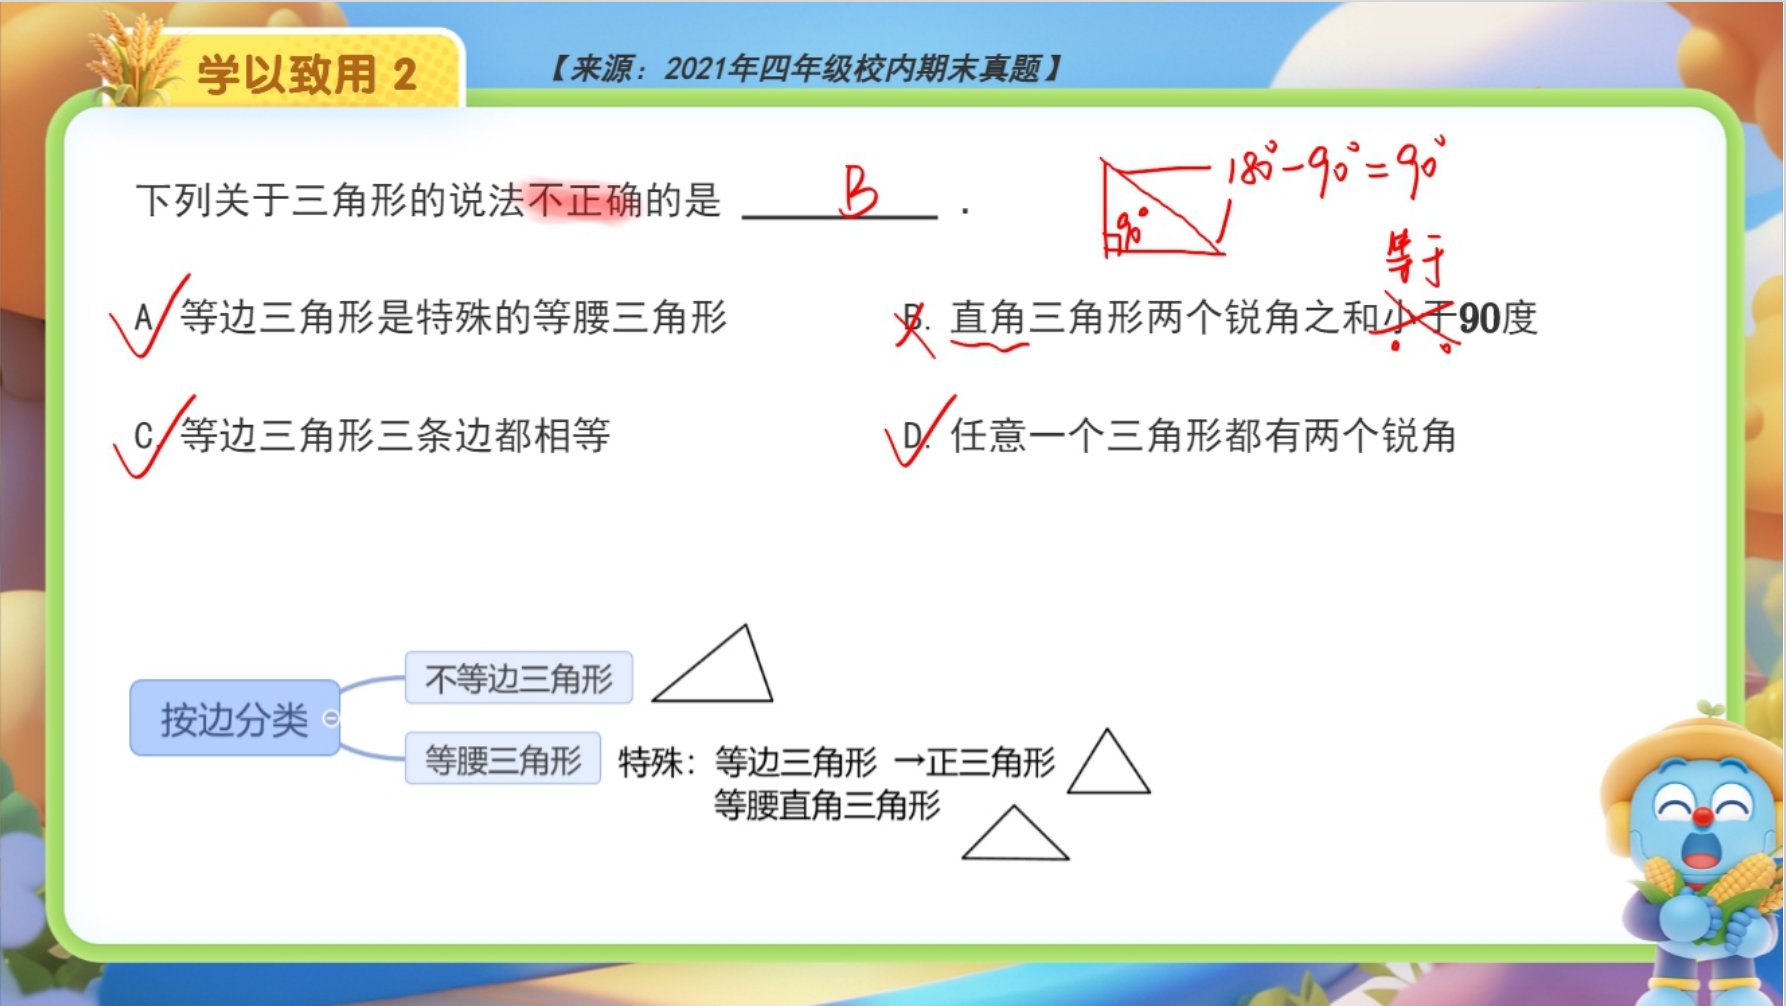 学以致用 2
【来源：2021年四年级校内期末真题】
下列关于三角形的说法不正确的是 B .
180°-90°=90°
90°
等于
A. 等边三角形是特殊的等腰三角形
B. 直角三角形两个锐角之和小于90度
C. 等边三角形三条边都相等
D. 任意一个三角形都有两个锐角
按边分类
不等边三角形
等腰三角形 特殊：等边三角形 →正三角形
等腰直角三角形